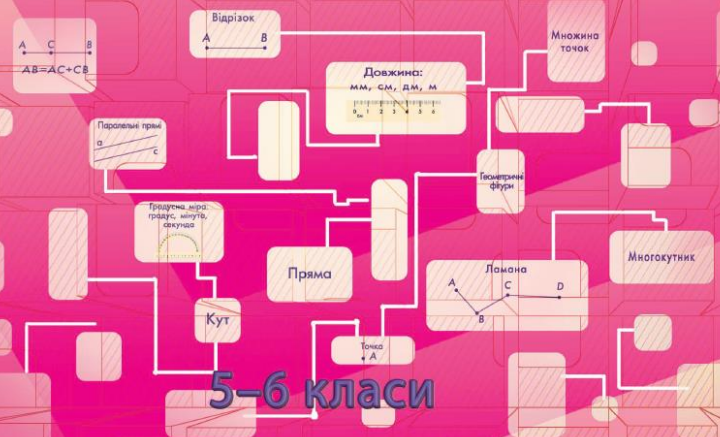 A C B
AB=AC+CB
Відрізок
A B
Множина
точок
Довжина:
мм, см, дм, м
0 1 2 3 4 5 6
см
Паралельні прямі
a
c
Геометричні
фігури
Градусна міра:
градус, мінута,
секунда
Пряма
Многокутник
Ламана
A B C D
Кут
Точка
A
5–6 класи